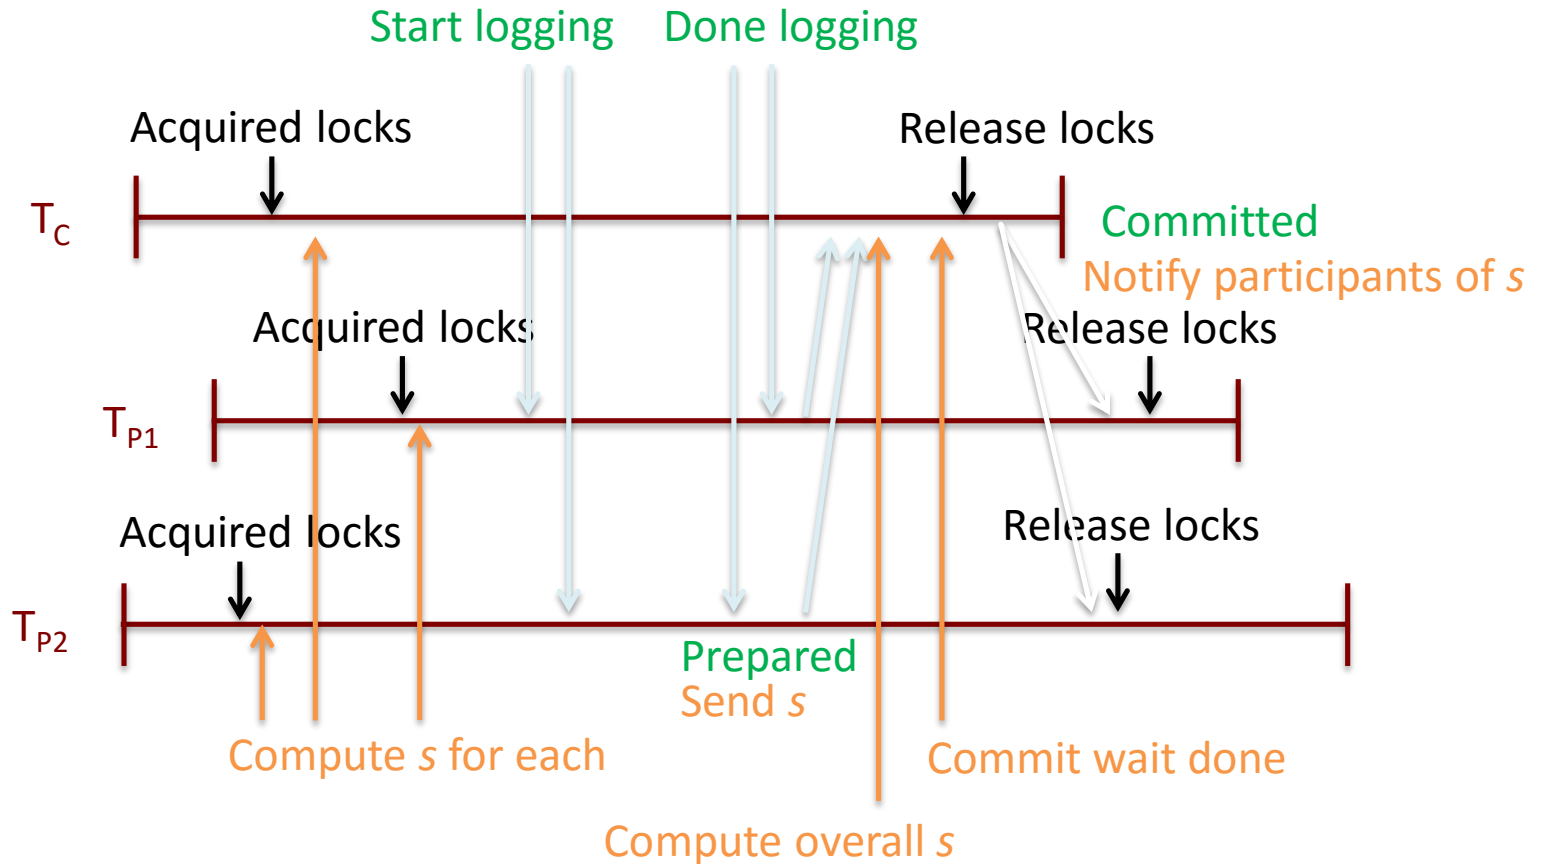 Start logging
Done logging
Acquired locks
Release locks
TC
Committed
Notify participants of s
Acquired locks
Release locks
TP1
Acquired locks
Release locks
TP2
Prepared
Send s
Compute s for each
Commit wait done
Compute overall s